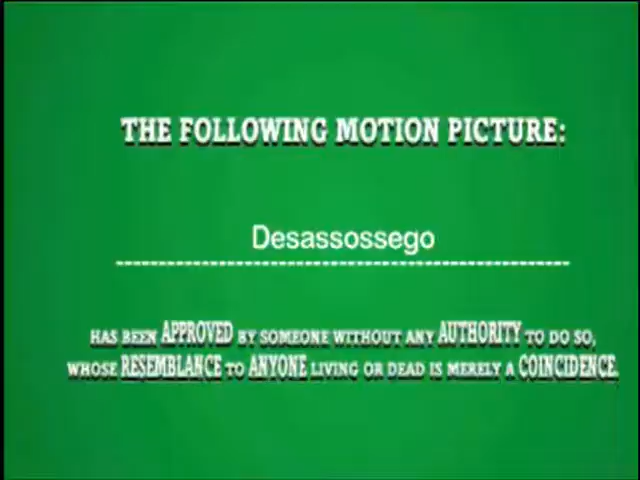 THE FOLLOWING MOTION PICTURE:
Desassossego
HAS BEEN APPROVED BY SOMEONE WITHOUT ANY AUTHORITY TO DO SO,
WHOSE RESEMBLANCE TO ANYONE LIVING OR DEAD IS MERELY A COINCIDENCE.